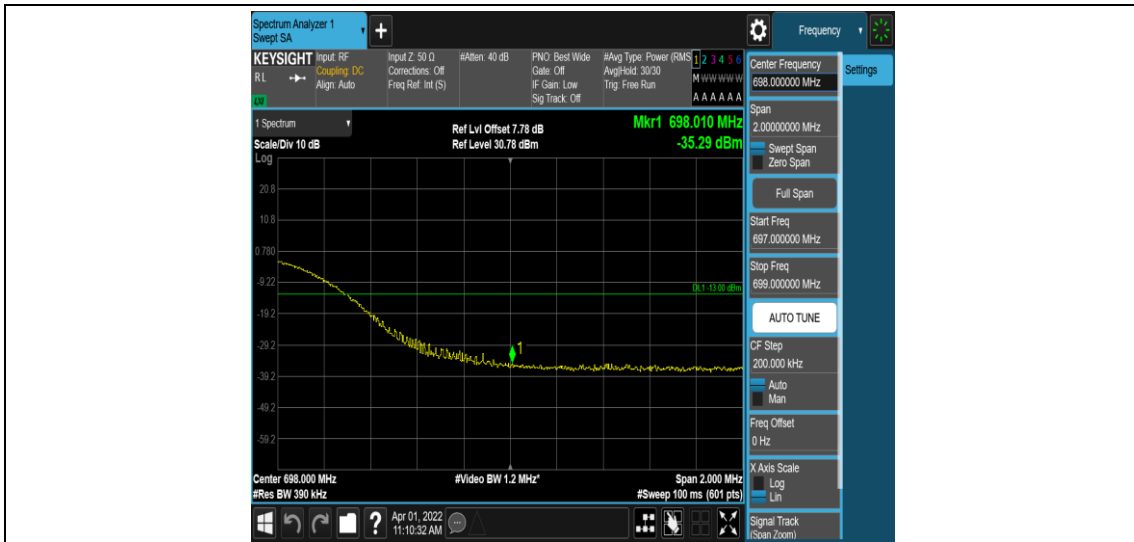 Spectrum Analyzer 1
Swept SA
Frequency
KEYSIGHT
RL
Input: RF
Coupling: DC
Align: Auto
Input Z: 50 Ω
Corrections: Off
Freq Ref: Int (S)
#Atten: 40 dB
PNO: Best Wide
Gate: Off
IF Gain: Low
Sig Track: Off
#Avg Type: Power (RMS
Avg|Hold: 30/30
Trig: Free Run
1 2 3 4 5 6
M W W W W W
A A A A A A
1 Spectrum
Scale/Div 10 dB
Log
Ref Lvl Offset 7.78 dB
Ref Level 30.78 dBm
Mkr1 698.010 MHz
-35.29 dBm
20.8
10.8
0.780
-9.22
-19.2
-29.2
-39.2
-49.2
-59.2
DL1 -13.00 dBm
1
Center 698.000 MHz
#Res BW 390 kHz
#Video BW 1.2 MHz*
Span 2.000 MHz
#Sweep 100 ms (601 pts)
Apr 01, 2022
11:10:32 AM
Center Frequency
698.000000 MHz
Settings
Span
2.00000000 MHz
Swept Span
Zero Span
Full Span
Start Freq
697.000000 MHz
Stop Freq
699.000000 MHz
AUTO TUNE
CF Step
200.000 kHz
Auto
Man
Freq Offset
0 Hz
X Axis Scale
Log
Lin
Signal Track
(Span Zoom)